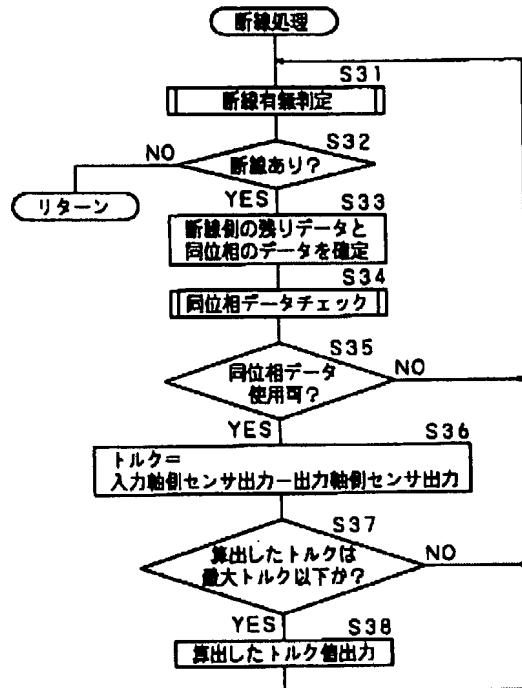 断線処理
S31
断線有無判定
S32
NO
断線あり?
リターン
YES
S33
断線側の残りデータと
同位相のデータを確定
S34
同位相データチェック
S35
NO
同位相データ
使用可?
YES
S36
トルク=
入力軸側センサ出力ー出力軸側センサ出力
S37
NO
算出したトルクは
最大トルク以下か?
YES
S38
算出したトルク値出力